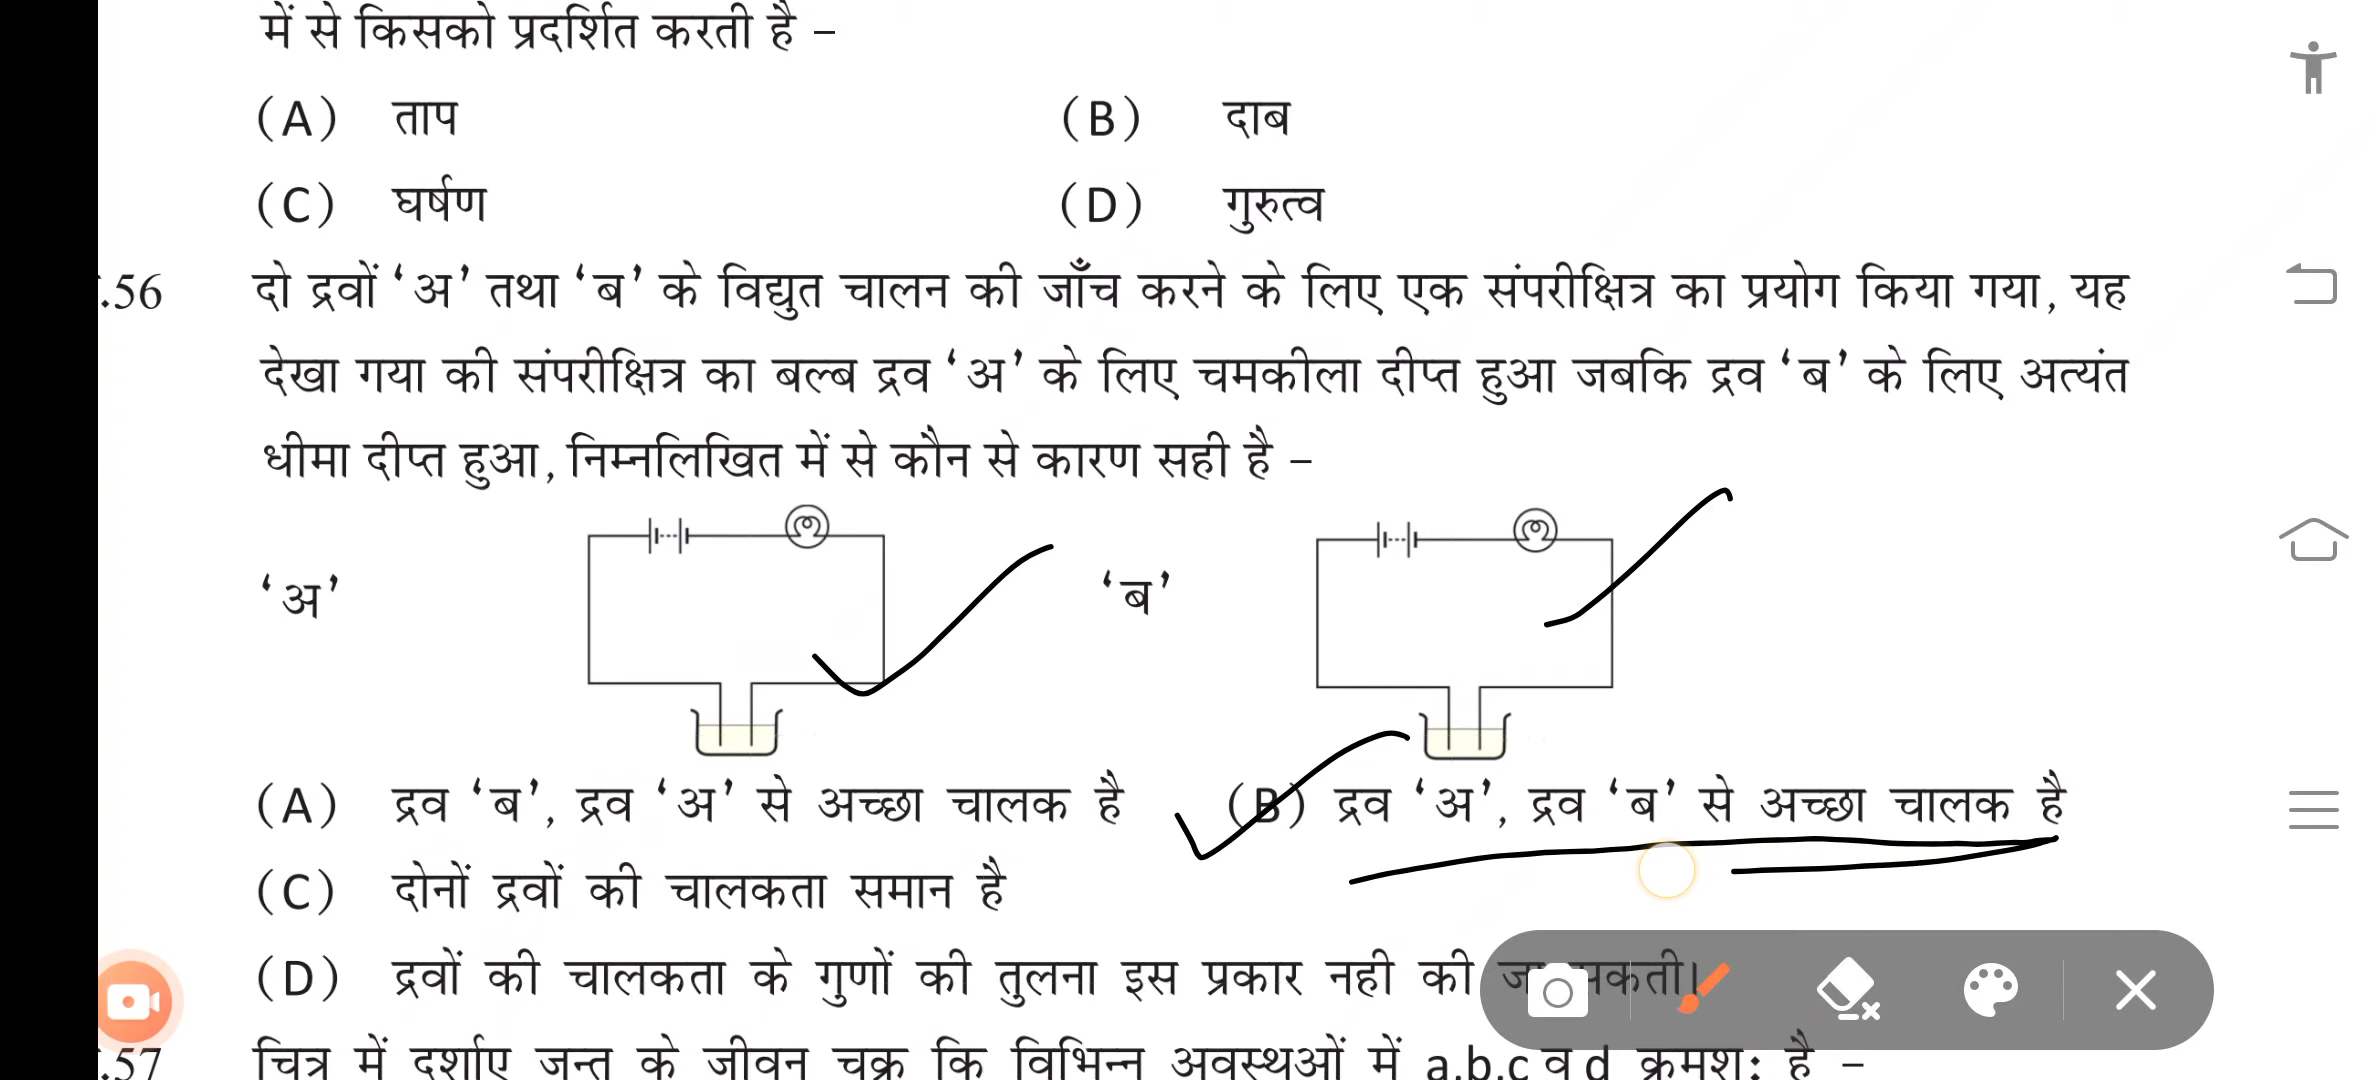 में से किसको प्रदर्शित करती है –
(A) ताप (B) दाब
(C) घर्षण (D) गुरुत्व
.56 दो द्रवों ‘अ’ तथा ‘ब’ के विद्युत चालन की जाँच करने के लिए एक संपरीक्षित्र का प्रयोग किया गया, यह
देखा गया की संपरीक्षित्र का बल्ब द्रव ‘अ’ के लिए चमकीला दीप्त हुआ जबकि द्रव ‘ब’ के लिए अत्यंत
धीमा दीप्त हुआ, निम्नलिखित में से कौन से कारण सही है –
‘अ’ ‘ब’
(A) द्रव ‘ब’, द्रव ‘अ’ से अच्छा चालक है (B) द्रव ‘अ’, द्रव ‘ब’ से अच्छा चालक है
(C) दोनों द्रवों की चालकता समान है
(D) द्रवों की चालकता के गुणों की तुलना इस प्रकार नही की जा सकती।
.57 चित्र में दर्शाए जन्तु के जीवन चक्र कि विभिन्न अवस्थओं में a,b,c व d क्रमशः है –